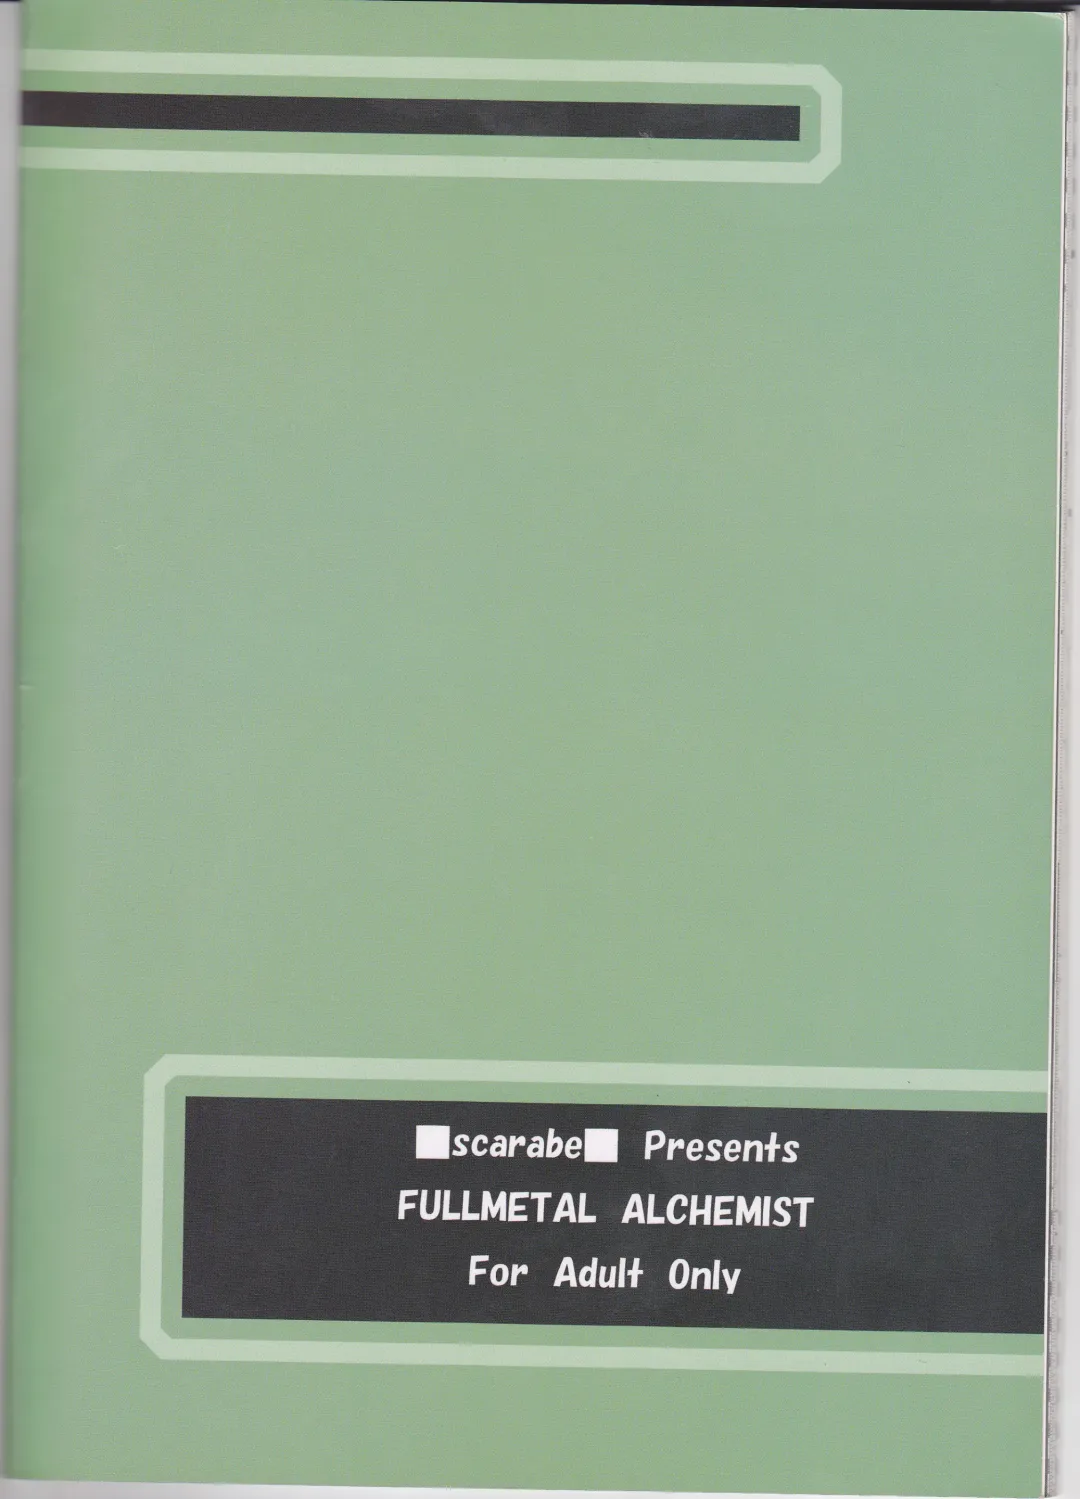 ■scarabe■ Presents
FULLMETAL ALCHEMIST
For Adult Only